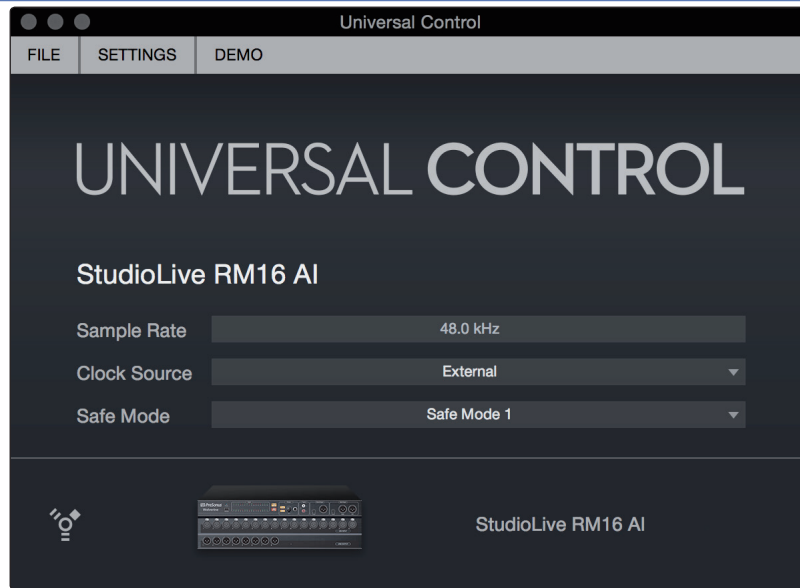 Universal Control
FILE SETTINGS DEMO
UNIVERSAL CONTROL
StudioLive RM16 AI
Sample Rate 48.0 kHz
Clock Source External
Safe Mode Safe Mode 1
StudioLive RM16 AI